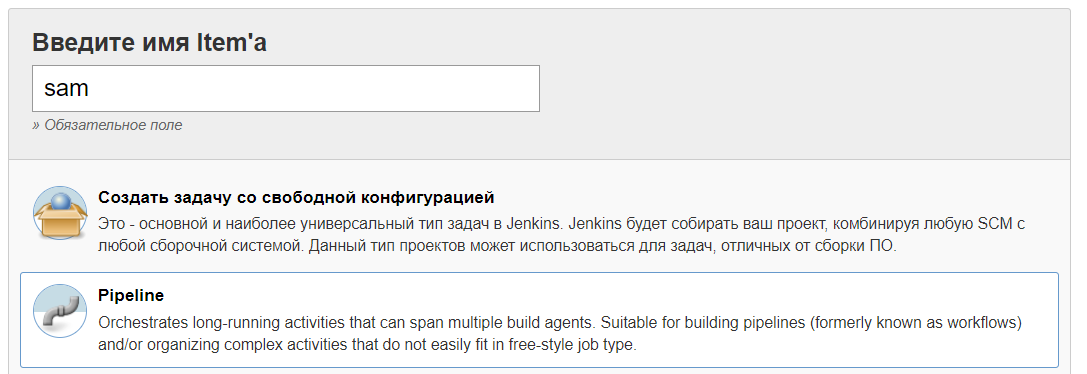 Введите имя Item'а
sam
» Обязательное поле
Создать задачу со свободной конфигурацией
Это - основной и наиболее универсальный тип задач в Jenkins. Jenkins будет собирать ваш проект, комбинируя любую SCM с
любой сборочной системой. Данный тип проектов может использоваться для задач, отличных от сборки ПО.
Pipeline
Orchestrates long-running activities that can span multiple build agents. Suitable for building pipelines (formerly known as workflows)
and/or organizing complex activities that do not easily fit in free-style job type.